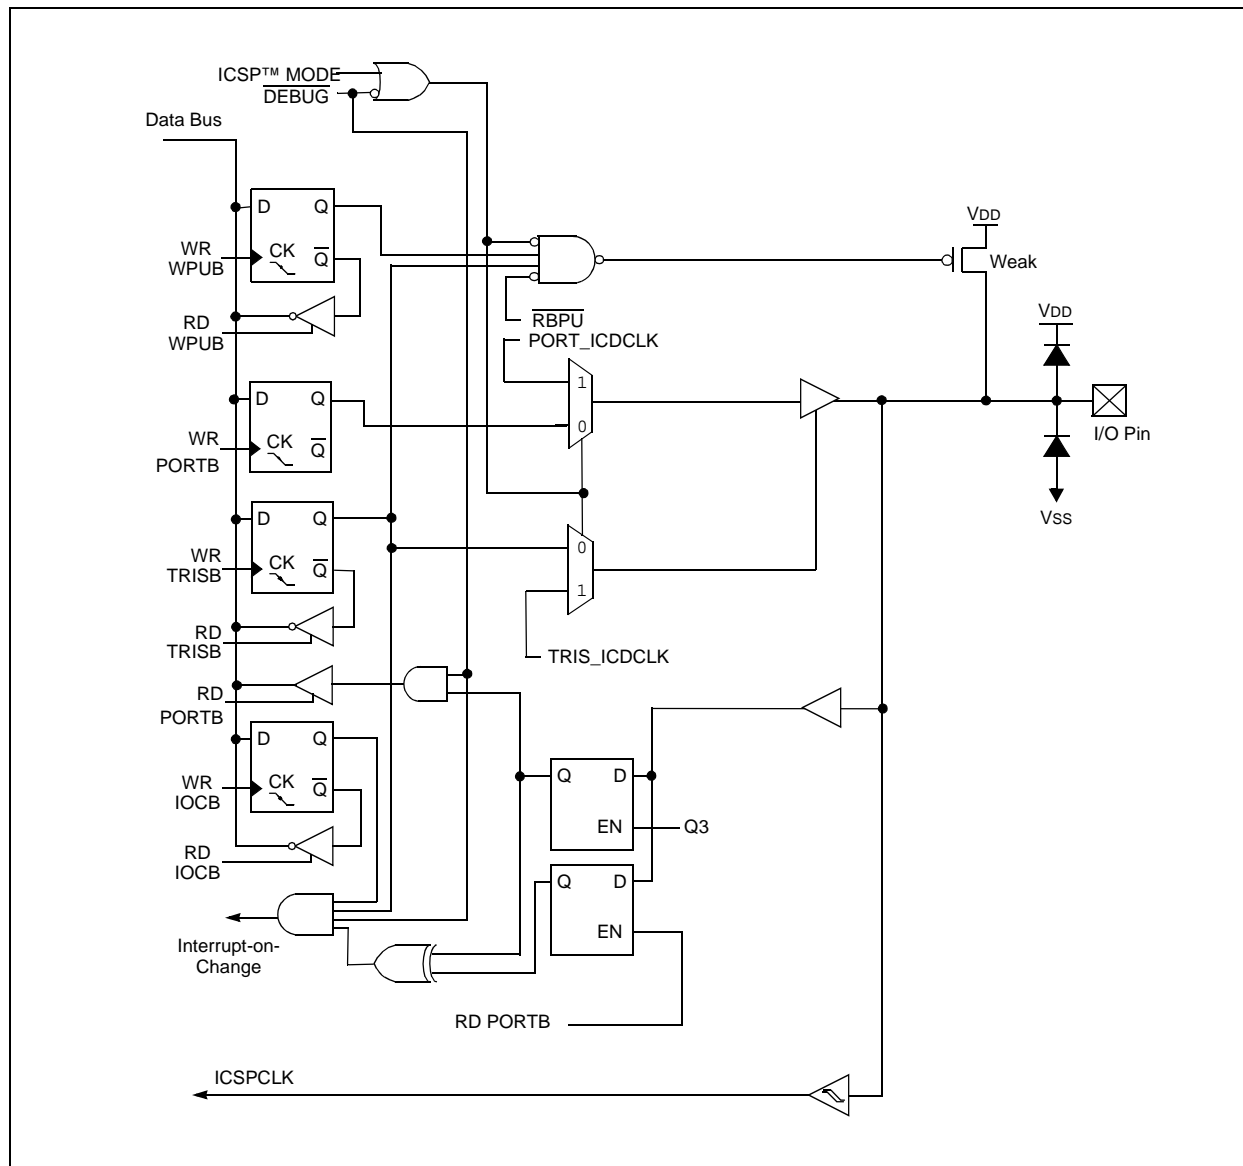 ICSP™ MODE
DEBUG
Data Bus
D Q
WR
WPUB
CK Q
RD
WPUB
VDD
Weak
RBPU
PORT_ICDCLK
1
0
VDD
I/O Pin
VSS
D Q
WR
PORTB
CK Q
D Q
WR
TRISB
CK Q
0
1
RD
TRISB
TRIS_ICDCLK
RD
PORTB
D Q
WR
IOCB
CK Q
Q D
EN
Q3
RD
IOCB
Q D
EN
Interrupt-on-
Change
RD PORTB
ICSPCLK